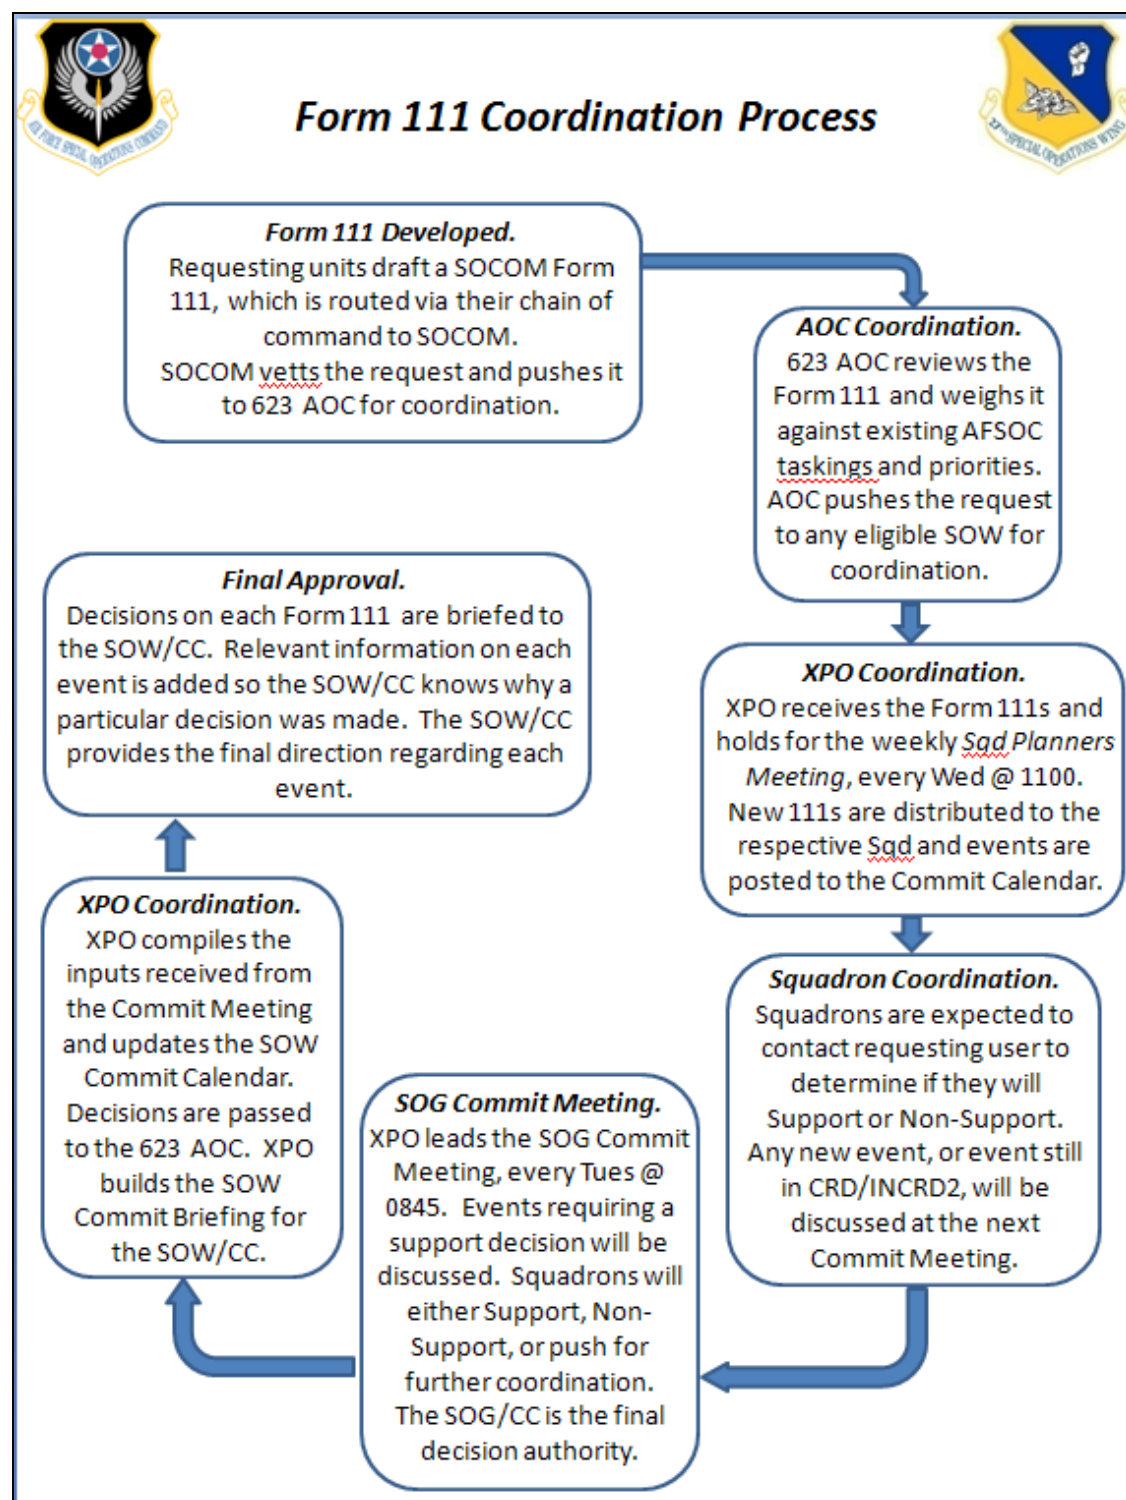 AIR FORCE SPECIAL OPERATIONS COMMAND
27TH SPECIAL OPERATIONS WING
Form 111 Coordination Process
Form 111 Developed.
Requesting units draft a SOCOM Form
111, which is routed via their chain of
command to SOCOM.
SOCOM vetts the request and pushes it
to 623 AOC for coordination.
AOC Coordination.
623 AOC reviews the
Form 111 and weighs it
against existing AFSOC
taskings and priorities.
AOC pushes the request
to any eligible SOW for
coordination.
XPO Coordination.
XPO receives the Form 111s and
holds for the weekly Sqd Planners
Meeting, every Wed @ 1100.
New 111s are distributed to the
respective Sqd and events are
posted to the Commit Calendar.
Squadron Coordination.
Squadrons are expected to
contact requesting user to
determine if they will
Support or Non-Support.
Any new event, or event still
in CRD/INCRD2, will be
discussed at the next
Commit Meeting.
SOG Commit Meeting.
XPO leads the SOG Commit
Meeting, every Tues @
0845.  Events requiring a
support decision will be
discussed.  Squadrons will
either Support, Non-
Support, or push for
further coordination.
The SOG/CC is the final
decision authority.
XPO Coordination.
XPO compiles the
inputs received from
the Commit Meeting
and updates the SOW
Commit Calendar.
Decisions are passed
to the 623 AOC.  XPO
builds the SOW
Commit Briefing for
the SOW/CC.
Final Approval.
Decisions on each Form 111 are briefed to
the SOW/CC.  Relevant information on each
event is added so the SOW/CC knows why a
particular decision was made.  The SOW/CC
provides the final direction regarding each
event.